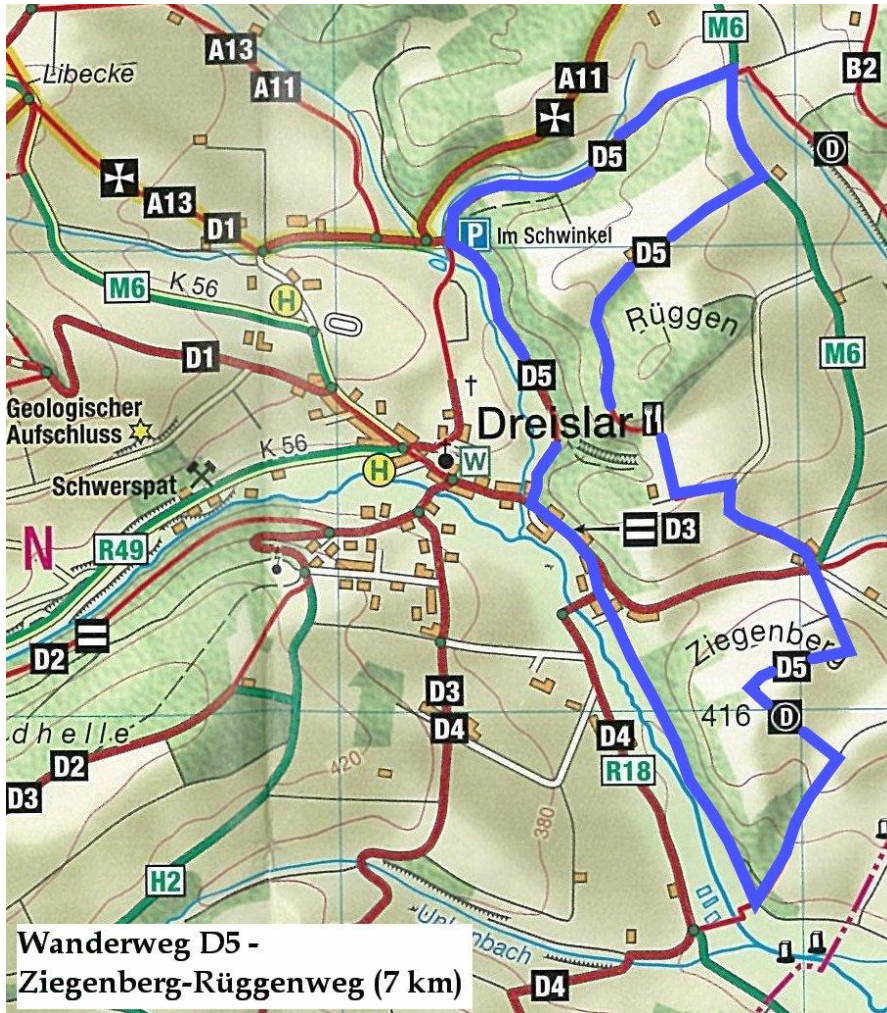 M6
A13
Libecke
A11
A11
B2
D5
D
A13
D1
P Im Schwinkel
M6
K 56
H
D5
Rüggen
D1
M6
D5
Geologischer
Aufschluss
Dreislar
K 56
W
H
Schwerspat
D3
N
R49
Ziegenberg
D2
D5
D3
416
D
D4
D4
dhelle
D2
R18
420
D3
380
H2
Wanderweg D5 -
Ziegenberg-Rüggenweg (7 km)
D4